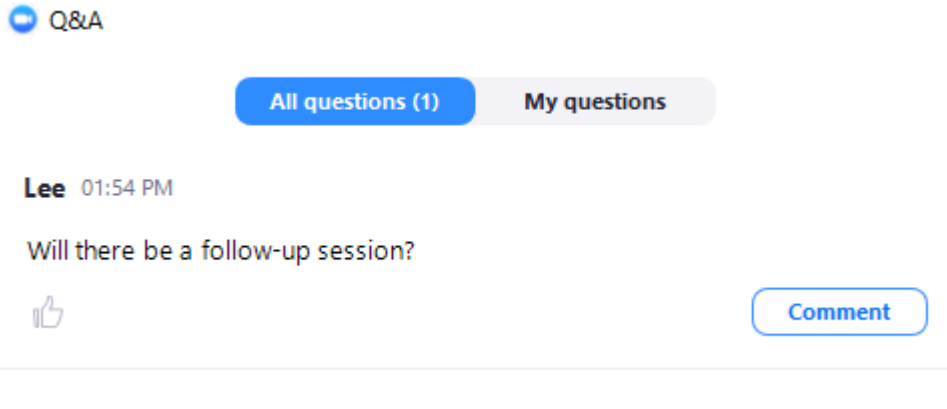 Q&A
All questions (1) My questions
Lee 01:54 PM
Will there be a follow-up session?
Comment